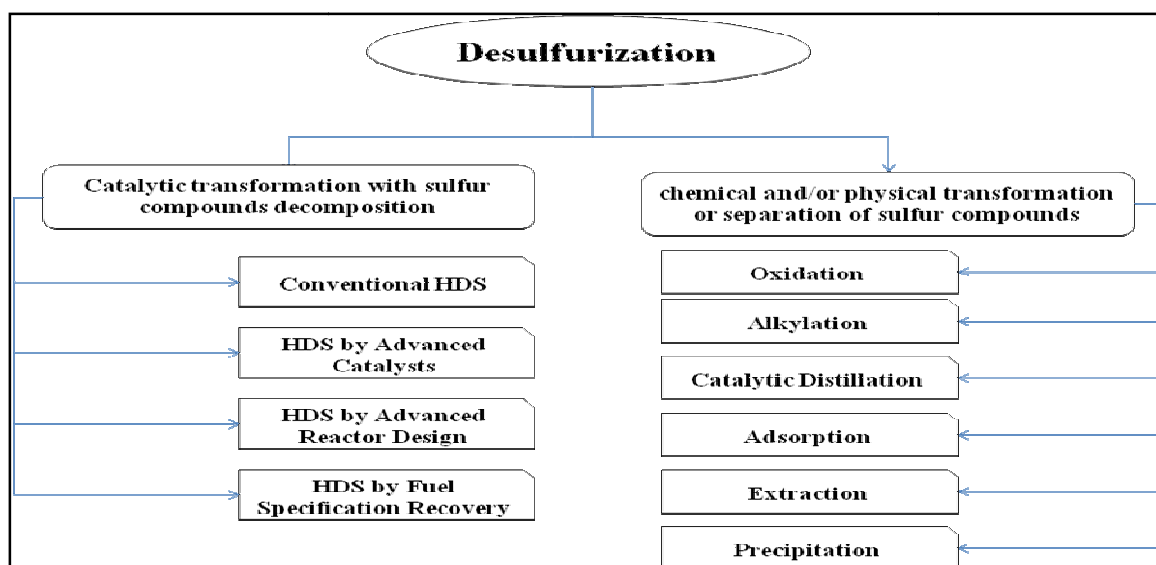 Desulfurization
Catalytic transformation with sulfur
compounds decomposition
Conventional HDS
HDS by Advanced
Catalysts
HDS by Advanced
Reactor Design
HDS by Fuel
Specification Recovery
chemical and/or physical transformation
or separation of sulfur compounds
Oxidation
Alkylation
Catalytic Distillation
Adsorption
Extraction
Precipitation